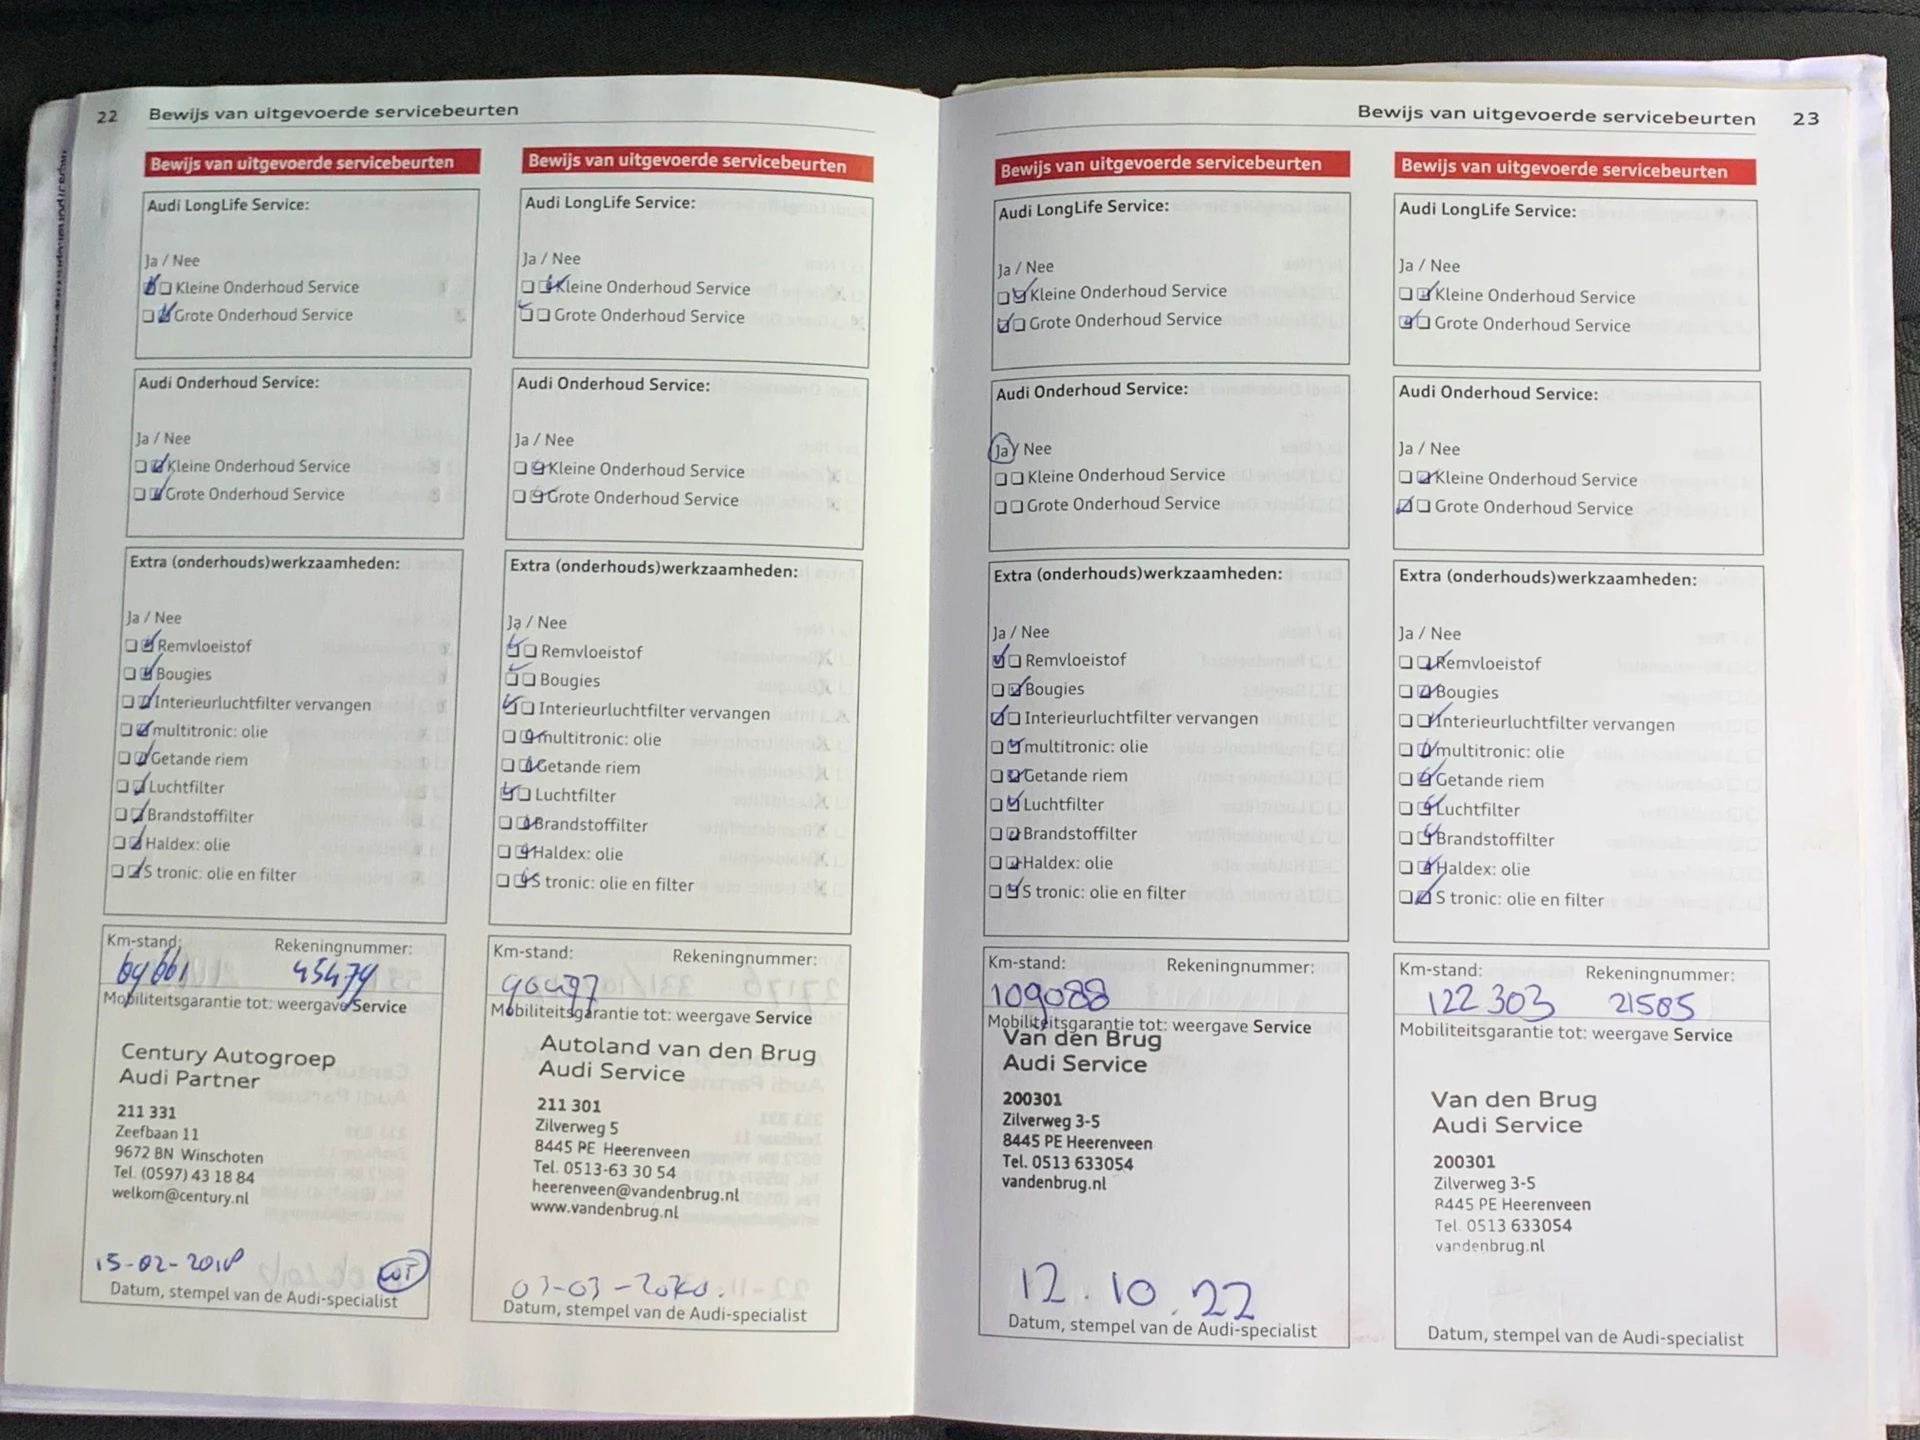 22 Bewijs van uitgevoerde servicebeurten
Bewijs van uitgevoerde servicebeurten
Audi LongLife Service:
Ja / Nee
Kleine Onderhoud Service
Grote Onderhoud Service
Audi Onderhoud Service:
Ja / Nee
Kleine Onderhoud Service
Grote Onderhoud Service
Extra (onderhouds)werkzaamheden:
Ja / Nee
Remvloeistof
Bougies
Interieurluchtfilter vervangen
multitronic: olie
Getande riem
Luchtfilter
Brandstoffilter
Haldex: olie
S tronic: olie en filter
Km-stand: Rekeningnummer:
69661 45479
Mobiliteitsgarantie tot: weergave Service
Century Autogroep
Audi Partner
211 331
Zeefbaan 11
9672 BN Winschoten
Tel. (0597) 43 18 84
welkom@century.nl
15-02-2018
Datum, stempel van de Audi-specialist
Bewijs van uitgevoerde servicebeurten
Audi LongLife Service:
Ja / Nee
Kleine Onderhoud Service
Grote Onderhoud Service
Audi Onderhoud Service:
Ja / Nee
Kleine Onderhoud Service
Grote Onderhoud Service
Extra (onderhouds)werkzaamheden:
Ja / Nee
Remvloeistof
Bougies
Interieurluchtfilter vervangen
multitronic: olie
Getande riem
Luchtfilter
Brandstoffilter
Haldex: olie
S tronic: olie en filter
Km-stand: Rekeningnummer:
Mobiliteitsgarantie tot: weergave Service
Autoland van den Brug
Audi Service
211 301
Zilverweg 5
8445 PE Heerenveen
Tel. 0513-63 30 54
heerenveen@vandenbrug.nl
www.vandenbrug.nl
03-03-2020
Datum, stempel van de Audi-specialist
Bewijs van uitgevoerde servicebeurten 23
Bewijs van uitgevoerde servicebeurten
Audi LongLife Service:
Ja / Nee
Kleine Onderhoud Service
Grote Onderhoud Service
Audi Onderhoud Service:
Ja / Nee
Kleine Onderhoud Service
Grote Onderhoud Service
Extra (onderhouds)werkzaamheden:
Ja / Nee
Remvloeistof
Bougies
Interieurluchtfilter vervangen
multitronic: olie
Getande riem
Luchtfilter
Brandstoffilter
Haldex: olie
S tronic: olie en filter
Km-stand: Rekeningnummer:
109088
Mobiliteitsgarantie tot: weergave Service
Van den Brug
Audi Service
200301
Zilverweg 3-5
8445 PE Heerenveen
Tel. 0513 633054
vandenbrug.nl
12.10.22
Datum, stempel van de Audi-specialist
Bewijs van uitgevoerde servicebeurten
Audi LongLife Service:
Ja / Nee
Kleine Onderhoud Service
Grote Onderhoud Service
Audi Onderhoud Service:
Ja / Nee
Kleine Onderhoud Service
Grote Onderhoud Service
Extra (onderhouds)werkzaamheden:
Ja / Nee
Remvloeistof
Bougies
Interieurluchtfilter vervangen
multitronic: olie
Getande riem
Luchtfilter
Brandstoffilter
Haldex: olie
S tronic: olie en filter
Km-stand: Rekeningnummer:
122 303 21505
Mobiliteitsgarantie tot: weergave Service
Van den Brug
Audi Service
200301
Zilverweg 3-5
8445 PE Heerenveen
Tel. 0513 633054
vandenbrug.nl
Datum, stempel van de Audi-specialist